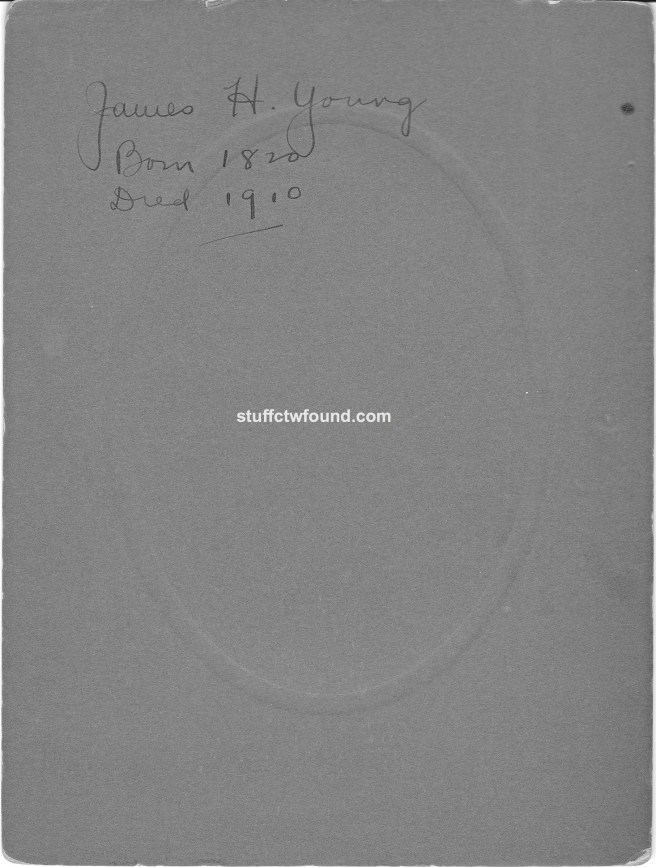 James H. Young
Born 1820
Died 1910
stuffctwfound.com